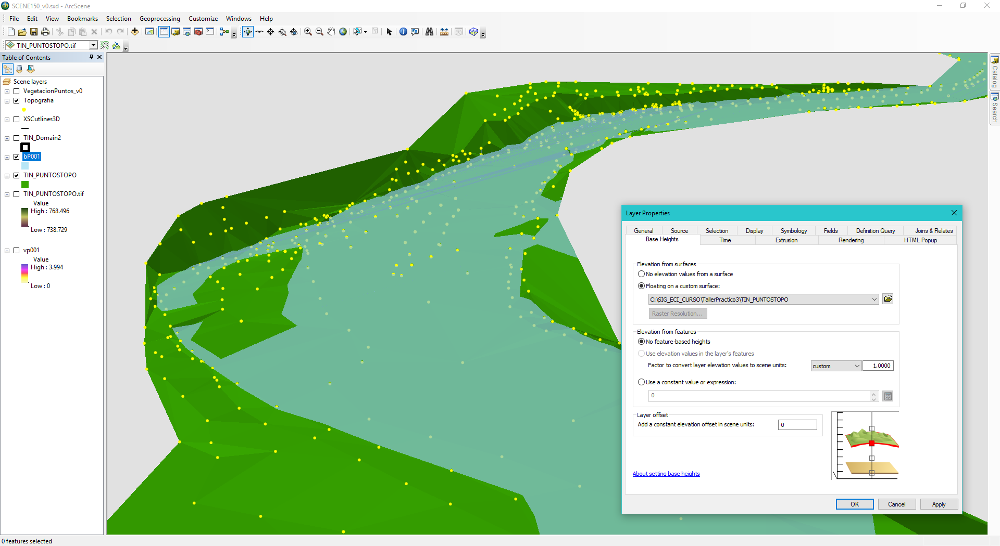 SCENE150_v0.sxd - ArcScene
File Edit View Bookmarks Selection Geoprocessing Customize Windows Help
TIN_PUNTOSTOPO.tif
Table of Contents
Scene layers
VegetacionPuntos_v0
Topografia
XSCutlines3D
TIN_Domain2
bP001
TIN_PUNTOSTOPO
TIN_PUNTOSTOPO.tif
Value
High : 768.496
Low : 738.729
vp001
Value
High : 3.994
Low : 0
Catalog
Search
Layer Properties
General Source Selection Display Symbology Fields Definition Query Joins & Relates
Base Heights Time Extrusion Rendering HTML Popup
Elevation from surfaces
No elevation values from a surface
Floating on a custom surface:
C:\SIG_ECI_CURSO\TallerPractico3\TIN_PUNTOSTOPO
Raster Resolution...
Elevation from features
No feature-based heights
Use elevation values in the layer's features
Factor to convert layer elevation values to scene units: custom 1.0000
Use a constant value or expression:
0
Layer offset
Add a constant elevation offset in scene units: 0
About setting base heights
OK Cancel Apply
0 features selected